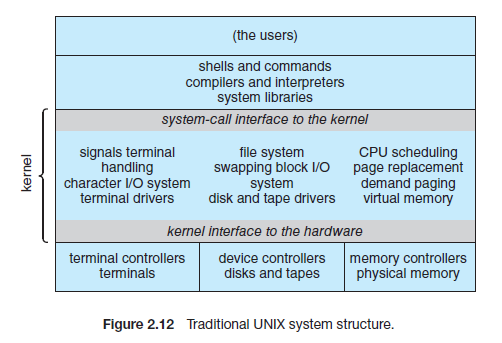 (the users)
shells and commands
compilers and interpreters
system libraries
system-call interface to the kernel
kernel
signals terminal
handling
character I/O system
terminal drivers
file system
swapping block I/O
system
disk and tape drivers
CPU scheduling
page replacement
demand paging
virtual memory
kernel interface to the hardware
terminal controllers
terminals
device controllers
disks and tapes
memory controllers
physical memory
Figure 2.12 Traditional UNIX system structure.